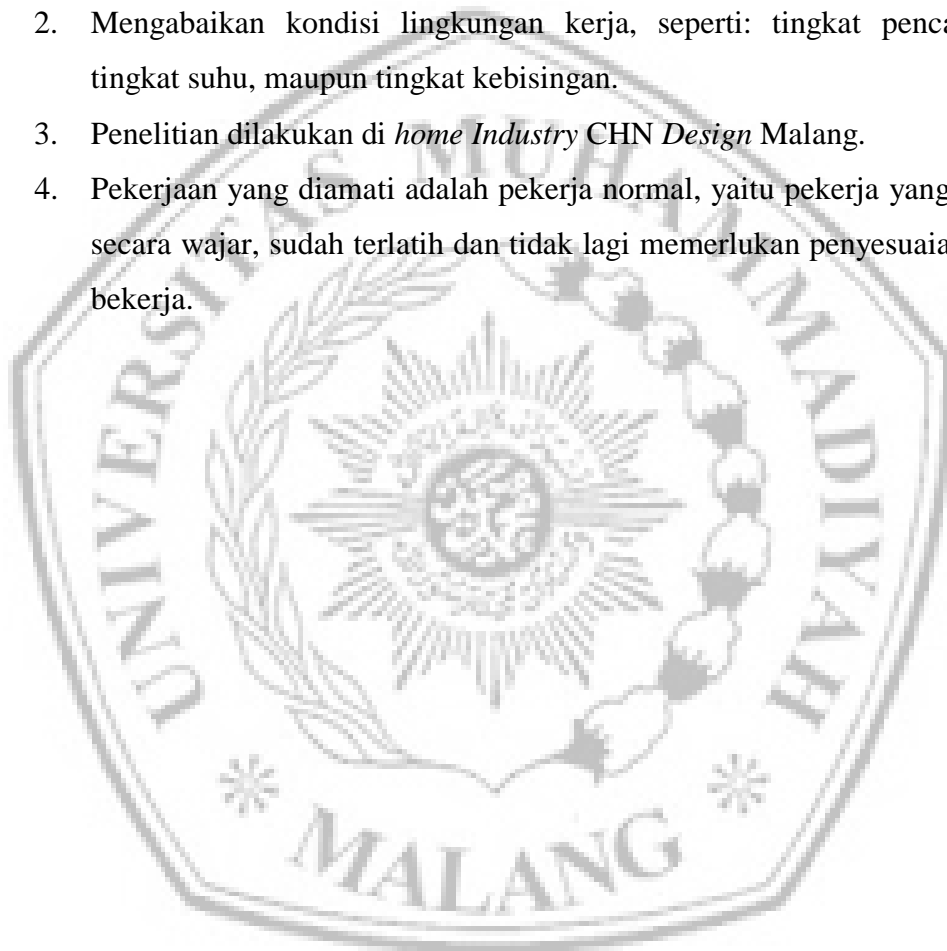 2. Mengabaikan kondisi lingkungan kerja, seperti: tingkat
tingkat suhu, maupun tingkat kebisingan.
3. Penelitian dilakukan di home Industry CHN Design Malang.
4. Pekerjaan yang diamati adalah pekerja normal, yaitu pekerja yang
secara wajar, sudah terlatih dan tidak lagi memerlukan
bekerja.
UNIVERSITAS MUHAMMADIYAH
MALANG